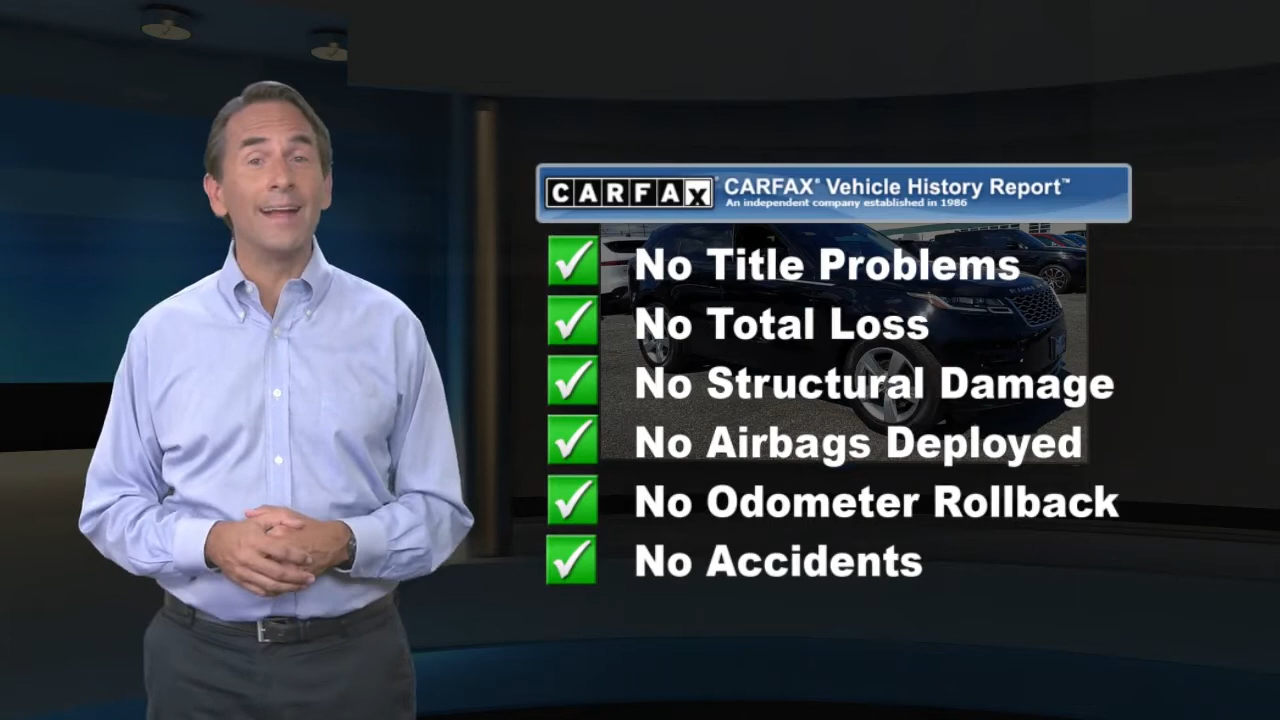 CARFAX
CARFAX® Vehicle History Report™
An independent company established in 1986
No Title Problems
No Total Loss
No Structural Damage
No Airbags Deployed
No Odometer Rollback
No Accidents